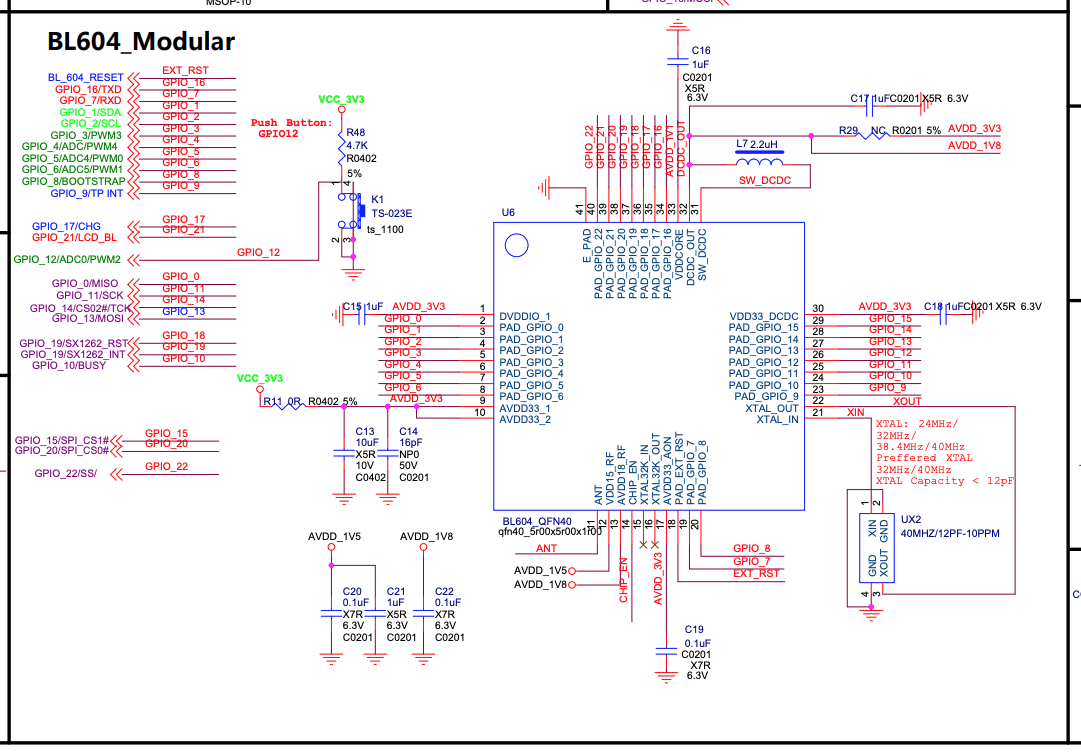 MSOP-10
BL604_Modular
BL_604_RESET
EXT_RST
GPIO_16/TXD
GPIO_16
GPIO_7/RXD
GPIO_7
GPIO_1/SDA
GPIO_1
GPIO_2/SCL
GPIO_2
GPIO_3/PWM3
GPIO_3
GPIO_4/ADC/PWM4
GPIO_4
GPIO_5/ADC4/PWM0
GPIO_5
GPIO_6/ADC5/PWM1
GPIO_6
GPIO_8/BOOTSTRAP
GPIO_8
GPIO_9/TP INT
GPIO_9
GPIO_17/CHG
GPIO_17
GPIO_21/LCD_BL
GPIO_21
GPIO_12/ADC0/PWM2
GPIO_12
GPIO_0/MISO
GPIO_0
GPIO_11/SCK
GPIO_11
GPIO_14/CS02#/TCK
GPIO_14
GPIO_13/MOSI
GPIO_13
GPIO_19/SX1262_RST
GPIO_18
GPIO_19/SX1262_INT
GPIO_19
GPIO_10/BUSY
GPIO_10
GPIO_15/SPI_CS1#
GPIO_15
GPIO_20/SPI_CS0#
GPIO_20
GPIO_22/SS/
GPIO_22
VCC_3V3
Push Button:
GPIO12
R48
4.7K
R0402
5%
1
4
K1
TS-023E
ts_1100
2
3
C16
1uF
C0201
X5R
6.3V
C17 1uFC0201 X5R 6.3V
R29 NC R0201 5% AVDD_3V3
AVDD_1V8
L7 2.2uH
SW_DCDC
GPIO_22
GPIO_21
GPIO_20
GPIO_19
GPIO_18
GPIO_17
GPIO_16
AVDD_1V1
DCDC_OUT
41
40
39
38
37
36
35
34
33
32
31
U6
E_PAD
PAD_GPIO_22
PAD_GPIO_21
PAD_GPIO_20
PAD_GPIO_19
PAD_GPIO_18
PAD_GPIO_17
PAD_GPIO_16
VDDCORE
DCDC_OUT
SW_DCDC
C15 1uF
AVDD_3V3 1 DVDDIO_1
GPIO_0 2 PAD_GPIO_0
GPIO_1 3 PAD_GPIO_1
GPIO_2 4 PAD_GPIO_2
GPIO_3 5 PAD_GPIO_3
GPIO_4 6 PAD_GPIO_4
GPIO_5 7 PAD_GPIO_5
GPIO_6 8 PAD_GPIO_6
AVDD_3V3 9 AVDD33_1
10 AVDD33_2
VDD33_DCDC 30 AVDD_3V3
C18 1uFC0201 X5R 6.3V
PAD_GPIO_15 29 GPIO_15
PAD_GPIO_14 28 GPIO_14
PAD_GPIO_13 27 GPIO_13
PAD_GPIO_12 26 GPIO_12
PAD_GPIO_11 25 GPIO_11
PAD_GPIO_10 24 GPIO_10
PAD_GPIO_9 23 GPIO_9
XTAL_OUT 22 XOUT
XTAL_IN 21 XIN
VCC_3V3
R11 0R R0402 5%
C13
10uF
X5R
10V
C0402
C14
16pF
NP0
50V
C0201
XTAL: 24MHz/
32MHz/
38.4MHz/40MHz
Preffered XTAL
32MHz/40MHz
XTAL Capacity < 12pF
1
2
XIN
GND
GND
XOUT
4
3
UX2
40MHZ/12PF-10PPM
ANT
VDD15_RF
AVDD18_RF
CHIP_EN
XTAL32K_IN
XTAL32K_OUT
AVDD33_AON
PAD_EXT_RST
PAD_GPIO_7
PAD_GPIO_8
BL604_QFN40
qfn40_5r00x5r00x1r00
11
12
13
14
15
16
17
18
19
20
ANT
AVDD_1V5
AVDD_1V8
CHIP_EN
AVDD_3V3
GPIO_8
GPIO_7
EXT_RST
C19
0.1uF
C0201
X7R
6.3V
AVDD_1V5
AVDD_1V8
C20
0.1uF
X7R
6.3V
C0201
C21
1uF
X5R
6.3V
C0201
C22
0.1uF
X7R
6.3V
C0201